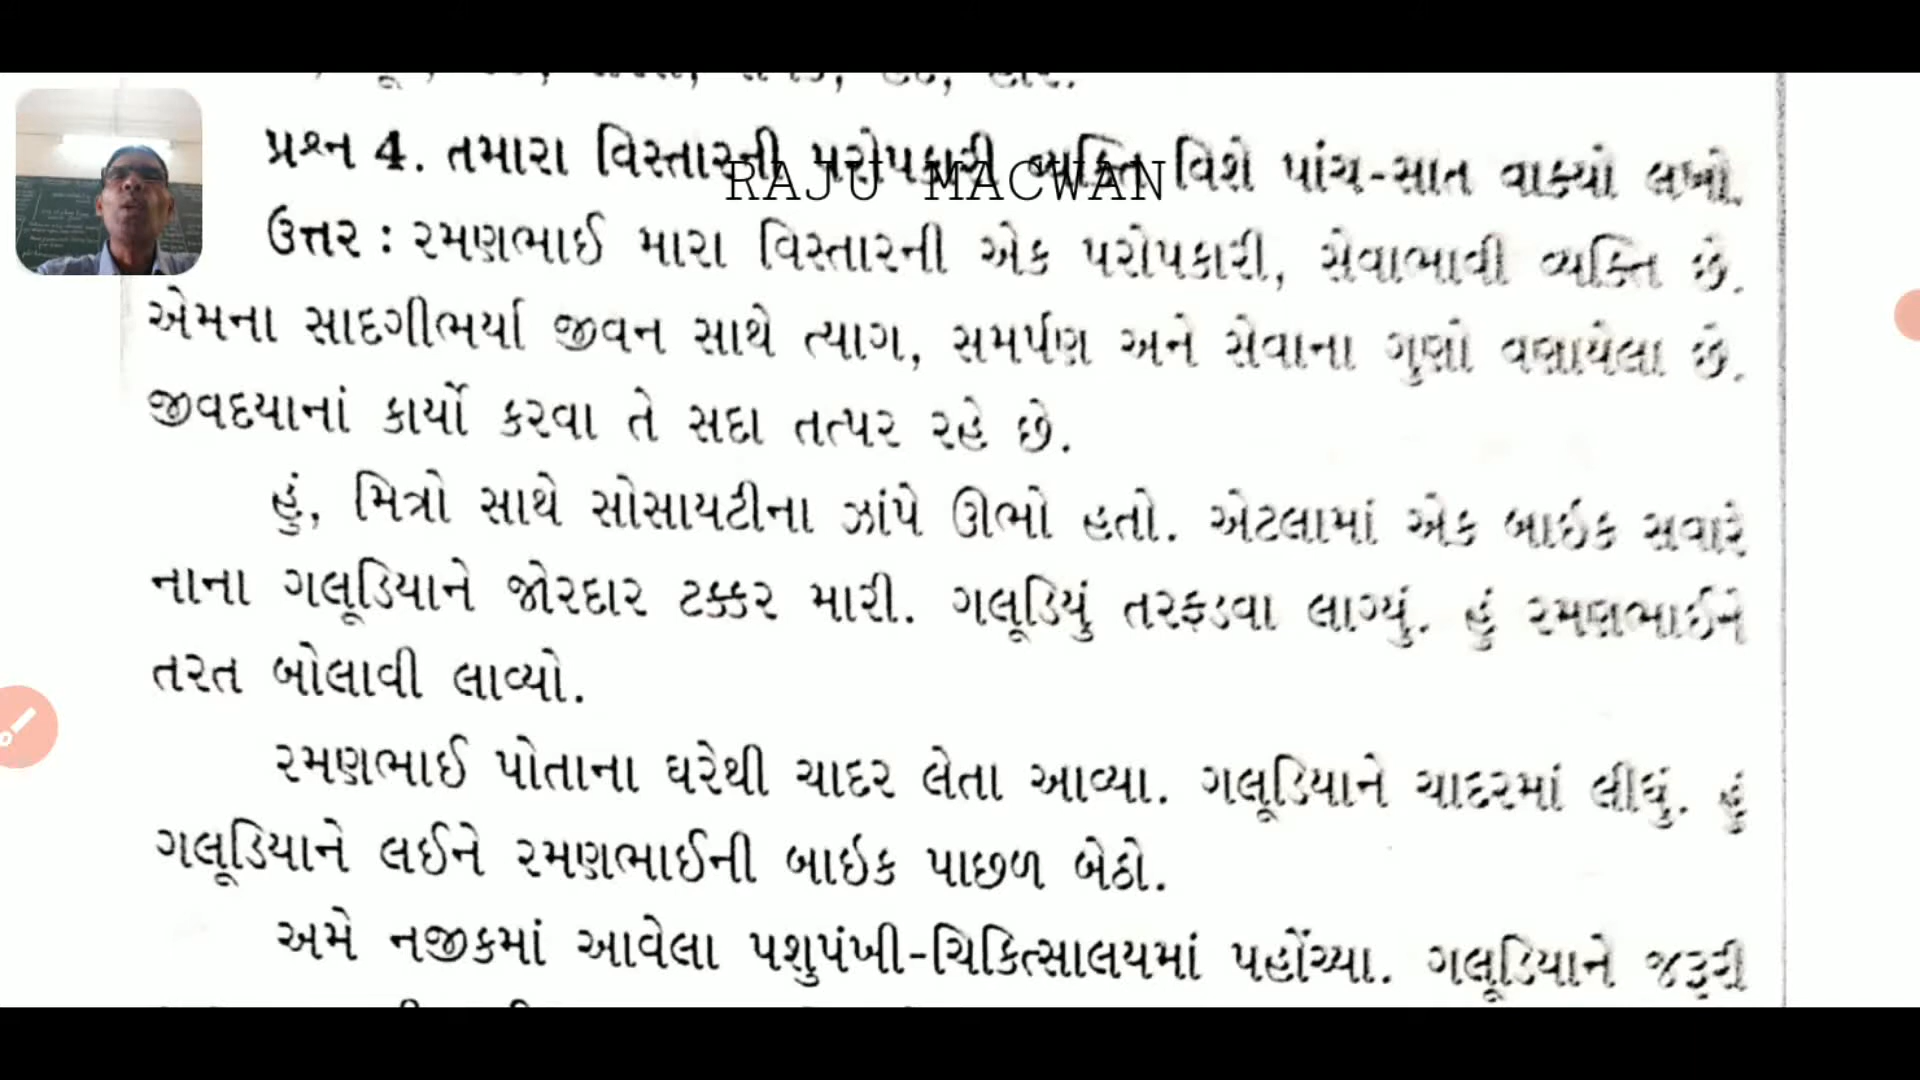 પ્રશ્ન 4. તમારા વિસ્તારની પરોપકારી વ્યક્તિ વિશે પાંચ-સાત વાક્યો લખો.
RAJU MACWAN
ઉત્તર : રમણભાઈ મારા વિસ્તારની એક પરોપકારી, સેવાભાવી વ્યક્તિ છે.
એમના સાદગીભર્યા જીવન સાથે ત્યાગ, સમર્પણ અને સેવાના ગુણો વણાયેલા છે.
જીવદયાનાં કાર્યો કરવા તે સદા તત્પર રહે છે.
હું, મિત્રો સાથે સોસાયટીના ઝાંપે ઊભો હતો. એટલામાં એક બાઇક સવારે
નાના ગલૂડિયાને જોરદાર ટક્કર મારી. ગલૂડિયું તરફડવા લાગ્યું. હું રમણભાઈને
તરત બોલાવી લાવ્યો.
રમણભાઈ પોતાના ઘરેથી ચાદર લેતા આવ્યા. ગલૂડિયાને ચાદરમાં લીધું. હું
ગલૂડિયાને લઈને રમણભાઈની બાઇક પાછળ બેઠો.
અમે નજીકમાં આવેલા પશુપંખી-ચિકિત્સાલયમાં પહોંચ્યા. ગલૂડિયાને જરૂરી